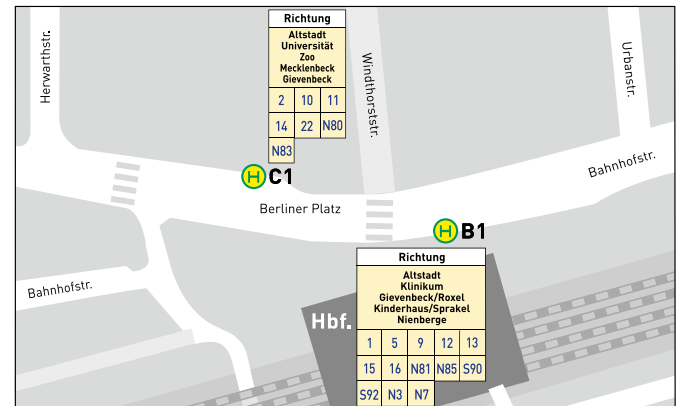 Richtung
Altstadt
Universität
Zoo
Mecklenbeck
Gievenbeck
2 10 11
14 22 N80
N83
Herwarthstr.
Windthorststr.
Urbanstr.
Bahnhofstr.
H C1
Berliner Platz
H B1
Richtung
Altstadt
Klinikum
Gievenbeck/Roxel
Kinderhaus/Sprakel
Nienberge
1 5 9 12 13
15 16 N81 N85 S90
S92 N3 N7
Bahnhofstr.
Hbf.